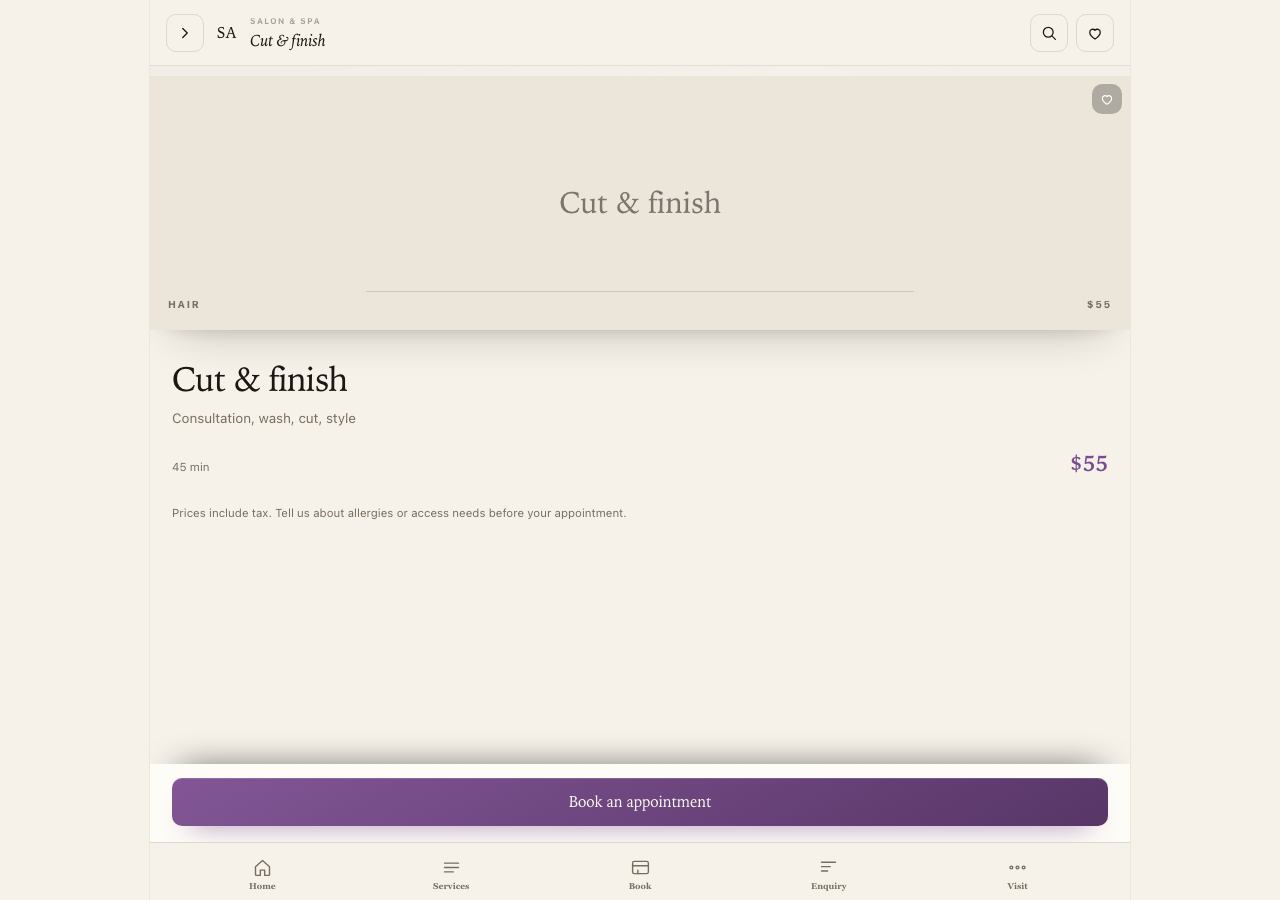 SA
SALON & SPA
Cut & finish
Cut & finish
HAIR
$55
Cut & finish
Consultation, wash, cut, style
45 min
$55
Prices include tax. Tell us about allergies or access needs before your appointment.
Book an appointment
Home
Services
Book
Enquiry
Visit